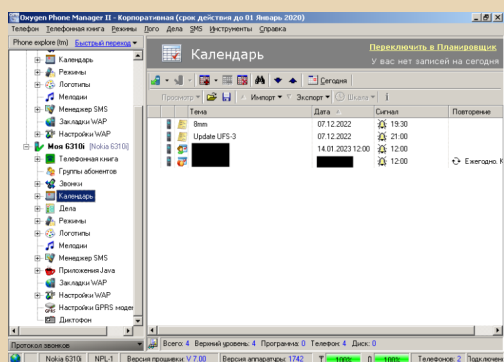 Oxygen Phone Manager II - Корпоративная (срок действия до 01 Январь 2020)
Телефон Телефонная книга Режимы Лого Дела SMS Инструменты Справка
Phone explore (tm) Быстрый переход
Календарь
Режимы
Логотипы
Мелодии
Менеджер SMS
Закладки WAP
Настройки WAP
Моя 6310i [Nokia 6310i]
Телефонная книга
Группы абонентов
Звонки
Календарь
Дела
Режимы
Логотипы
Мелодии
Менеджер SMS
Приложения Java
Закладки WAP
Настройки WAP
Настройки GPRS модем
Диктофон
Протокол звонков
Календарь
Переключить в Планировщик
У вас нет записей на сегодня
Сегодня
Просмотр Импорт Экспорт Шкала i
Тема Дата Сигнал Повторение
8mm 07.12.2022 19:30
Update UFS-3 07.12.2022 21:00
14.01.2023 12:00 12:00
12:00 Ежегодно. К
Всего: 4 Верхний уровень: 4 Программа: 0 Телефон: 4 Диск: 0
Nokia 6310i NPL-1 Версия прошивки: V 7.00 Версия аппаратуры: 1742 100% 100% Телефонов: 2 Подключено